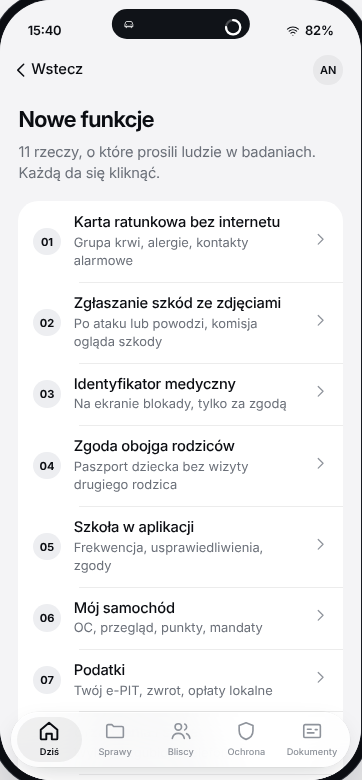 15:40
82%
Wstecz
AN
Nowe funkcje
11 rzeczy, o które prosili ludzie w badaniach.
Każdą da się kliknąć.
01
Karta ratunkowa bez internetu
Grupa krwi, alergie, kontakty
alarmowe
02
Zgłaszanie szkód ze zdjęciami
Po ataku lub powodzi, komisja
ogląda szkody
03
Identyfikator medyczny
Na ekranie blokady, tylko za zgodą
04
Zgoda obojga rodziców
Paszport dziecka bez wizyty
drugiego rodzica
05
Szkoła w aplikacji
Frekwencja, usprawiedliwienia,
zgody
06
Mój samochód
OC, przegląd, punkty, mandaty
07
Podatki
Twój e-PIT, zwrot, opłaty lokalne
Dziś
Sprawy
Bliscy
Ochrona
Dokumenty